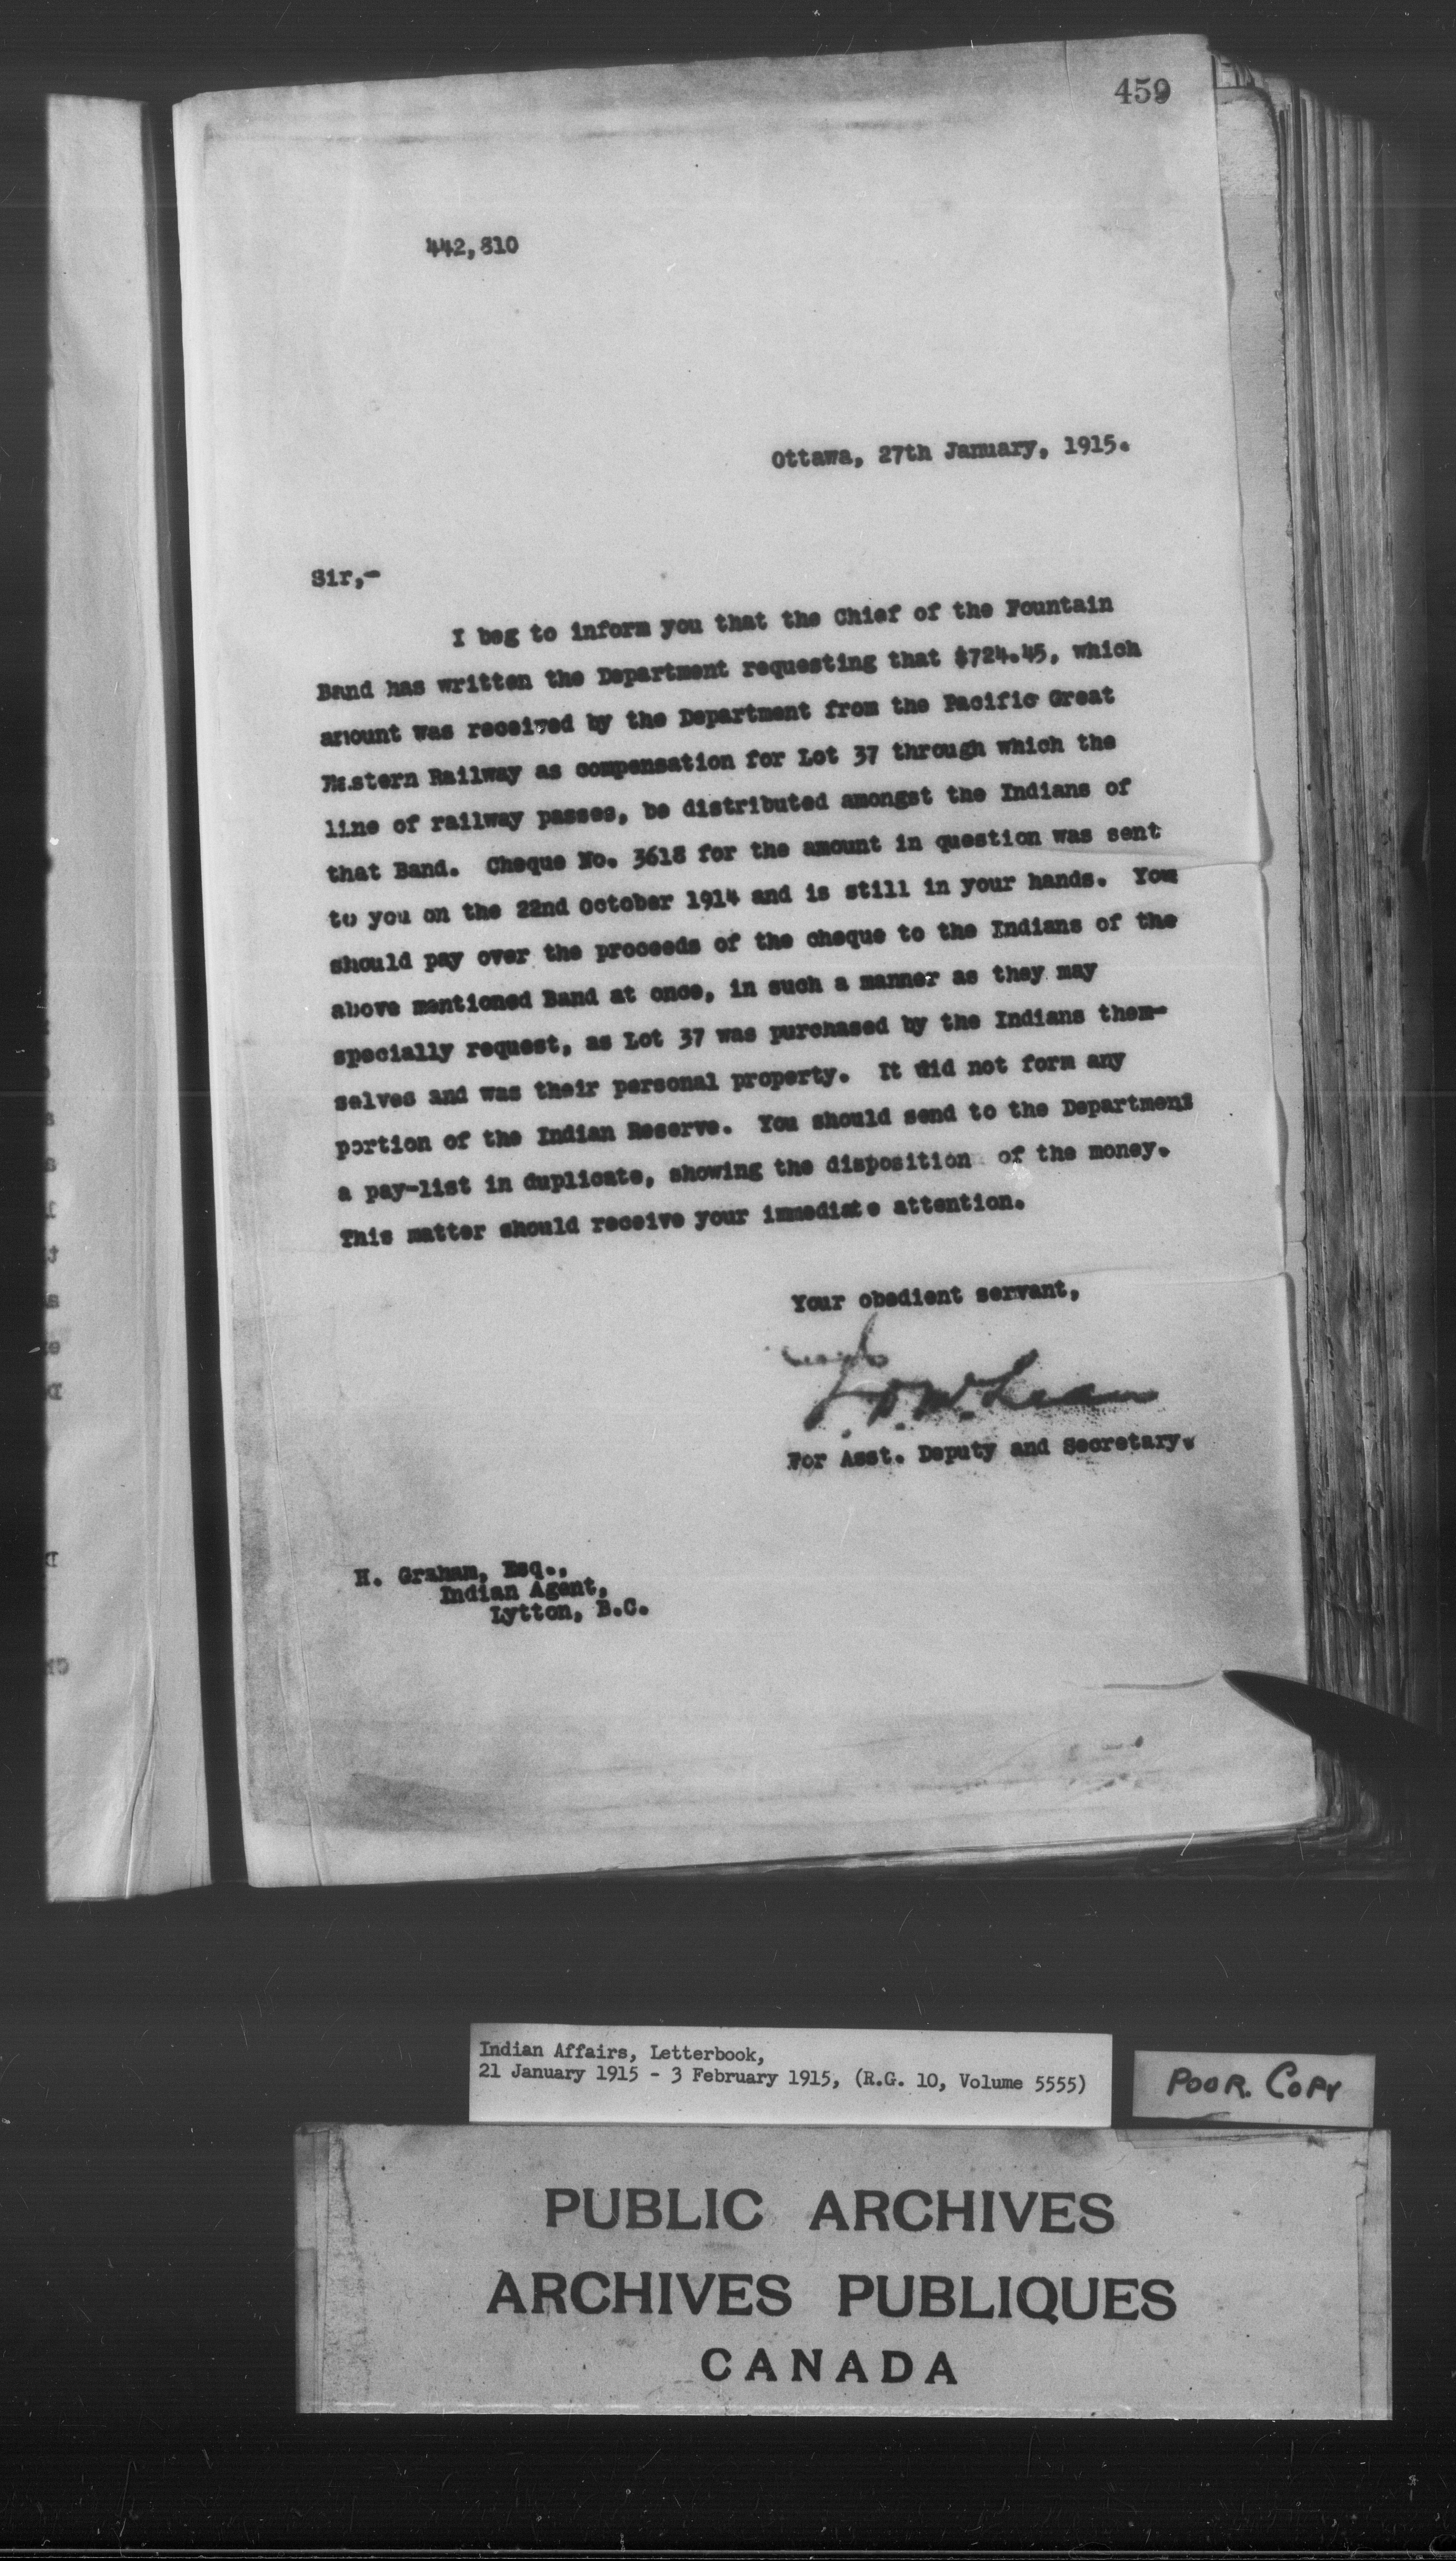 459
442,810
Ottawa, 27th January, 1915.
Sir,-
I beg to inform you that the Chief of the Fountain
Band has written the Department requesting that $724.45, which
amount was received by the Department from the Pacific Great
Eastern Railway as compensation for Lot 37 through which the
line of railway passes, be distributed amongst the Indians of
that Band. Cheque No. 3618 for the amount in question was sent
to you on the 22nd October 1914 and is still in your hands. You
should pay over the proceeds of the cheque to the Indians of the
above mentioned Band at once, in such a manner as they may
specially request, as Lot 37 was purchased by the Indians them-
selves and was their personal property. It did not form any
portion of the Indian Reserve. You should send to the Department
a pay-list in duplicate, showing the disposition of the money.
This matter should receive your immediate attention.
Your obedient servant,
J. D. McLean
For Asst. Deputy and Secretary.
H. Graham, Esq.,
Indian Agent,
Lytton, B.C.
Indian Affairs, Letterbook,
21 January 1915 - 3 February 1915, (R.G. 10, Volume 5555)
POOR. COPY
PUBLIC ARCHIVES
ARCHIVES PUBLIQUES
CANADA